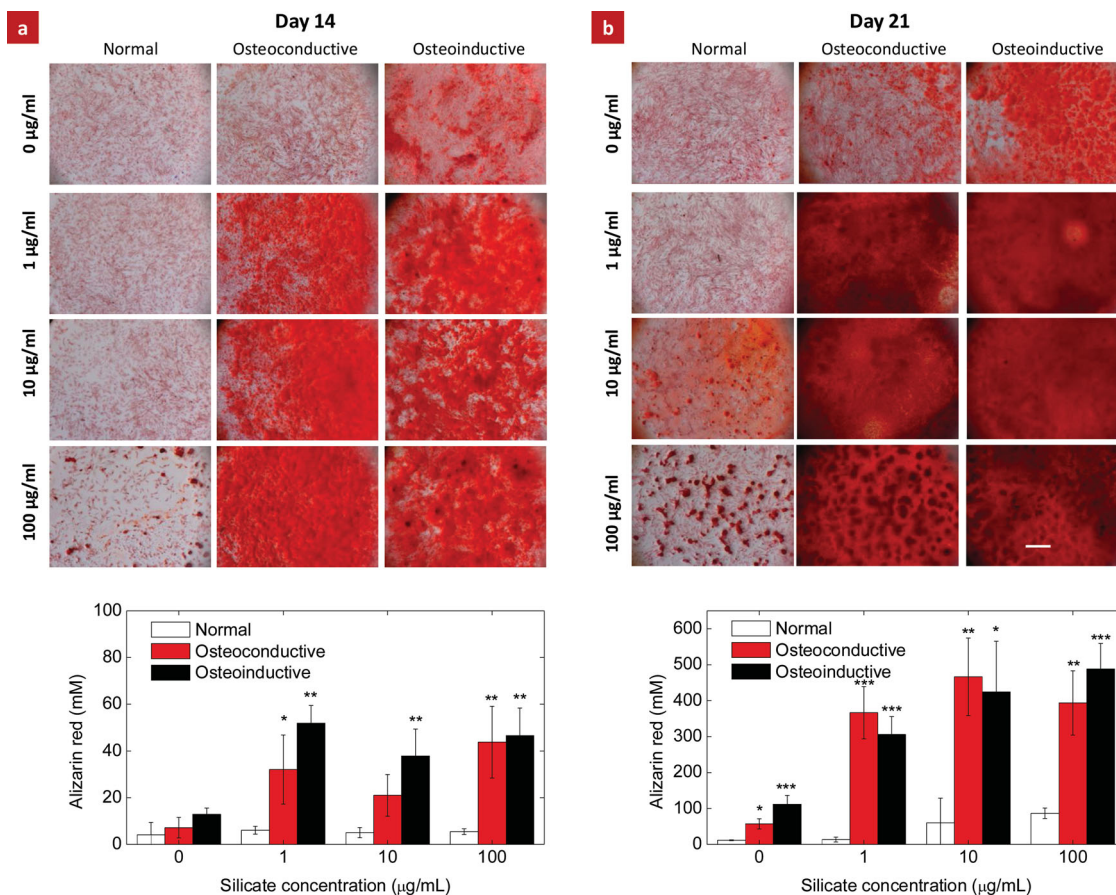 a
Day 14
Normal Osteoconductive Osteoinductive
0 μg/ml
1 μg/ml
10 μg/ml
100 μg/ml
100
80
60
40
20
0
Alizarin red (mM)
Normal
Osteoconductive
Osteoinductive
* ** ** ** **
0 1 10 100
Silicate concentration (μg/mL)
b
Day 21
Normal Osteoconductive Osteoinductive
0 μg/ml
1 μg/ml
10 μg/ml
100 μg/ml
600
500
400
300
200
100
0
Alizarin red (mM)
Normal
Osteoconductive
Osteoinductive
* *** *** *** ** * ** ***
0 1 10 100
Silicate concentration (μg/mL)